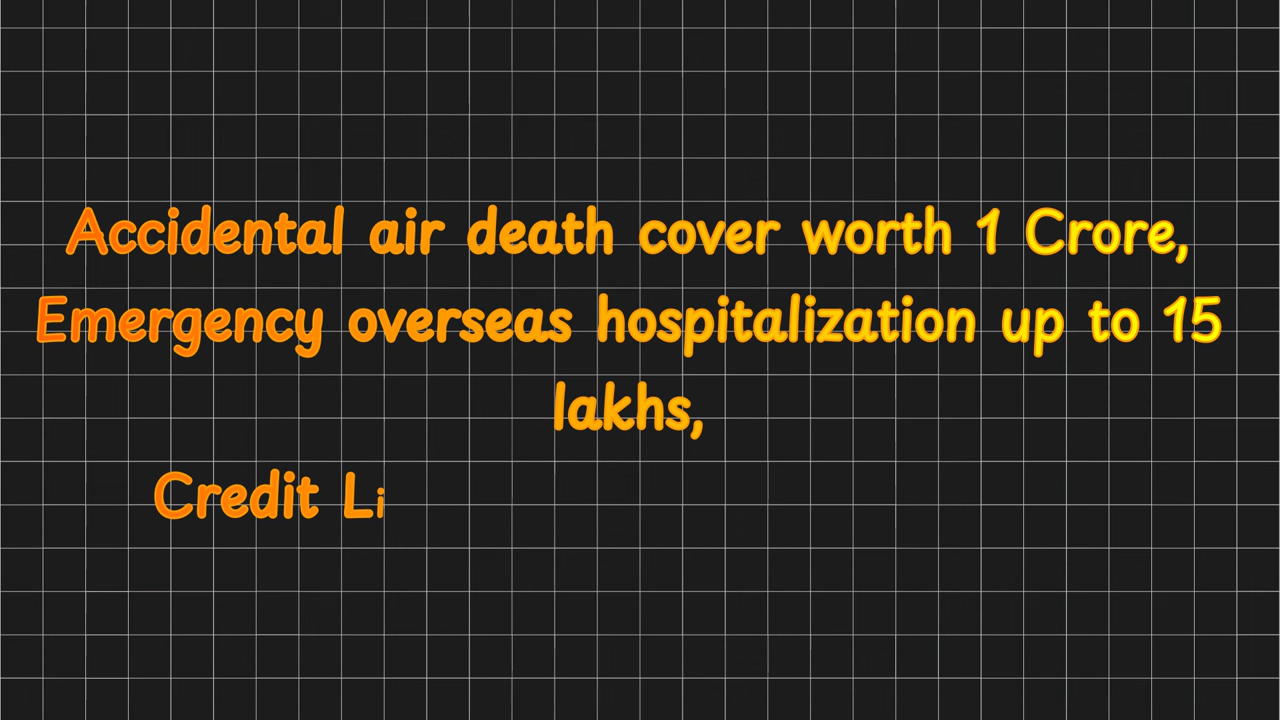 Accidental air death cover worth 1 Crore,
Emergency overseas hospitalization up to 15
lakhs,
Credit Li